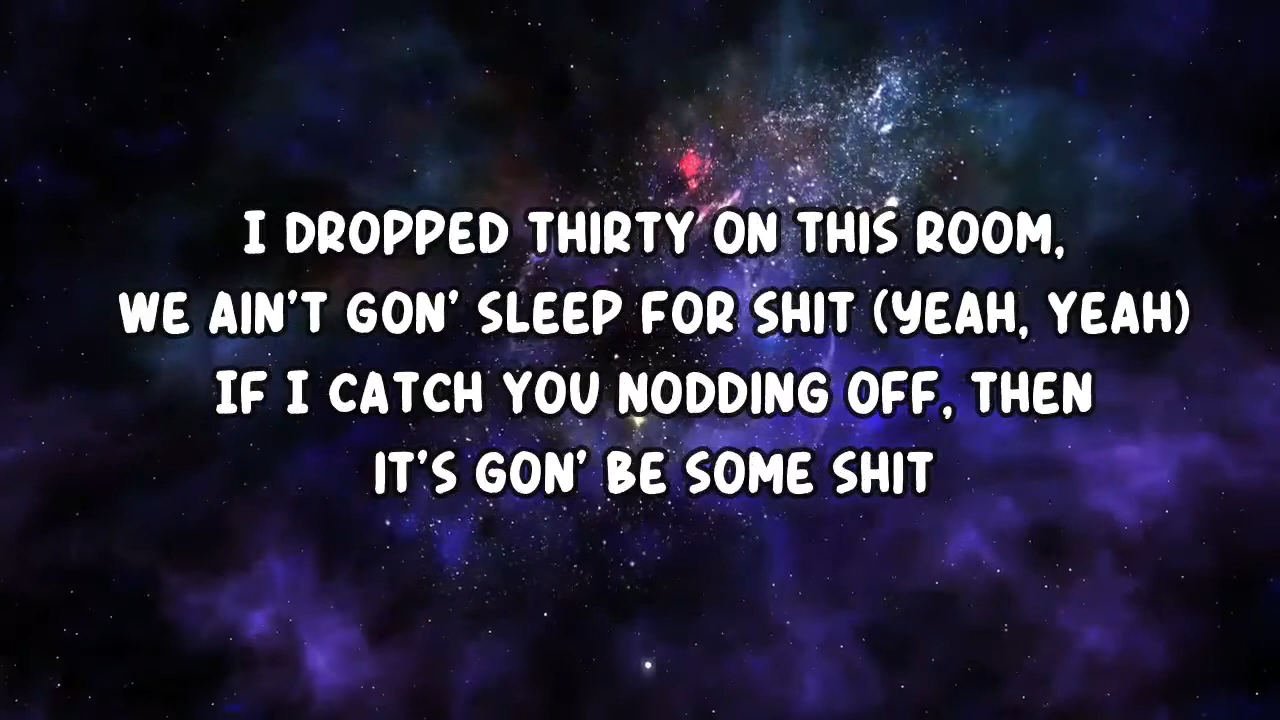 I DROPPED THIRTY ON THIS ROOM,
WE AIN'T GON' SLEEP FOR SHIT (YEAH, YEAH)
IF I CATCH YOU NODDING OFF, THEN
IT'S GON' BE SOME SHIT